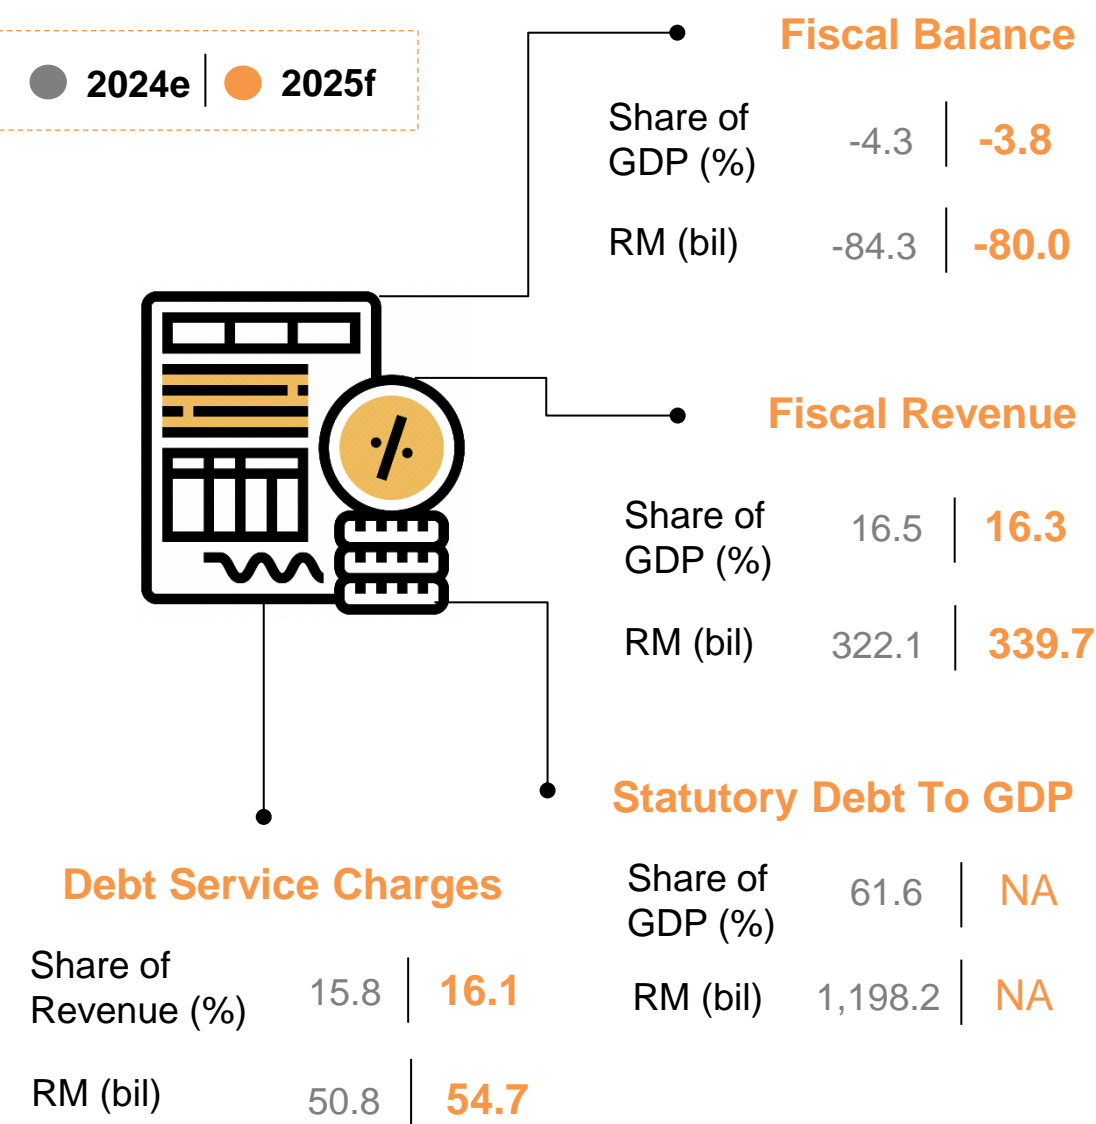 2024e 2025f
Fiscal Balance
Share of
GDP (%) -4.3 -3.8
RM (bil) -84.3 -80.0
%
Fiscal Revenue
Share of
GDP (%) 16.5 16.3
RM (bil) 322.1 339.7
Statutory Debt To GDP
Share of
GDP (%) 61.6 NA
RM (bil) 1,198.2 NA
Debt Service Charges
Share of
Revenue (%) 15.8 16.1
RM (bil) 50.8 54.7